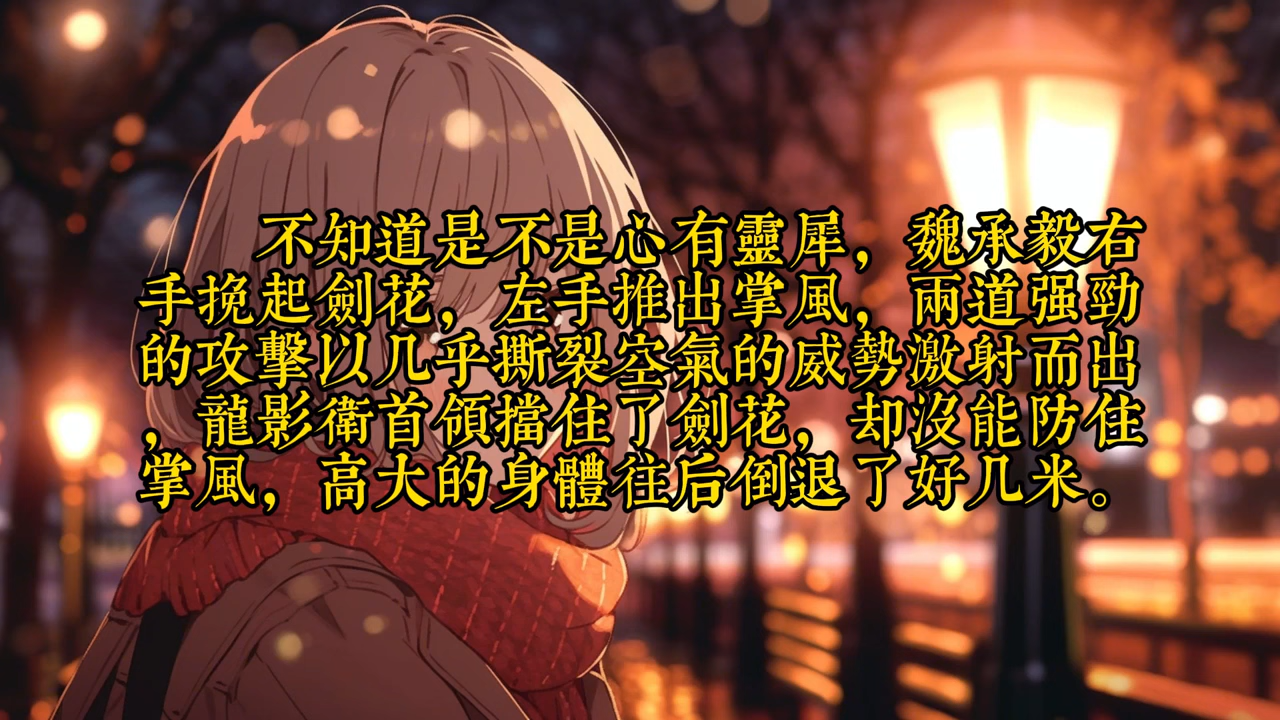 不知道是不是心有靈犀，魏承毅右
手挽起劍花，左手推出掌風，兩道强勁
的攻擊以几乎撕裂空氣的威勢激射而出
，龍影衛首領擋住了劍花，却沒能防住
掌風，高大的身體往后倒退了好几米。